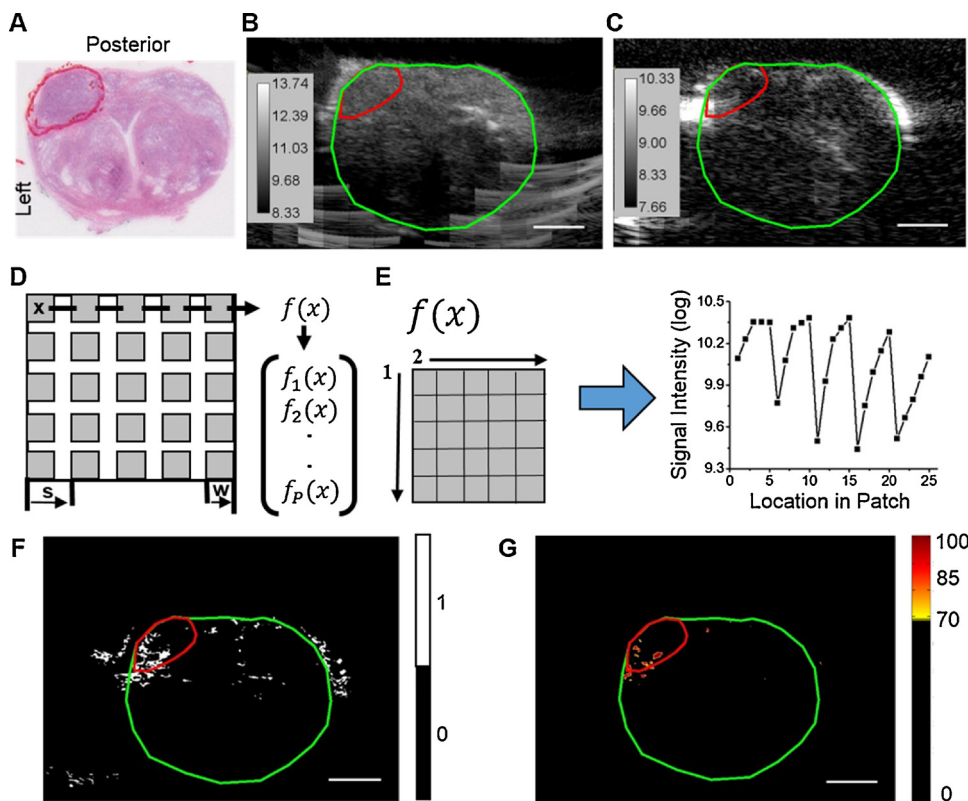 A
Posterior
Left
B
13.74
12.39
11.03
9.68
8.33
C
10.33
9.66
9.00
8.33
7.66
D
x
f(x)
f₁(x)
f₂(x)
.
.
f_P(x)
s
w
E
f(x)
2
1
Signal Intensity (log)
10.5
10.2
9.9
9.6
9.3
0 5 10 15 20 25
Location in Patch
F
1
0
G
100
85
70
0